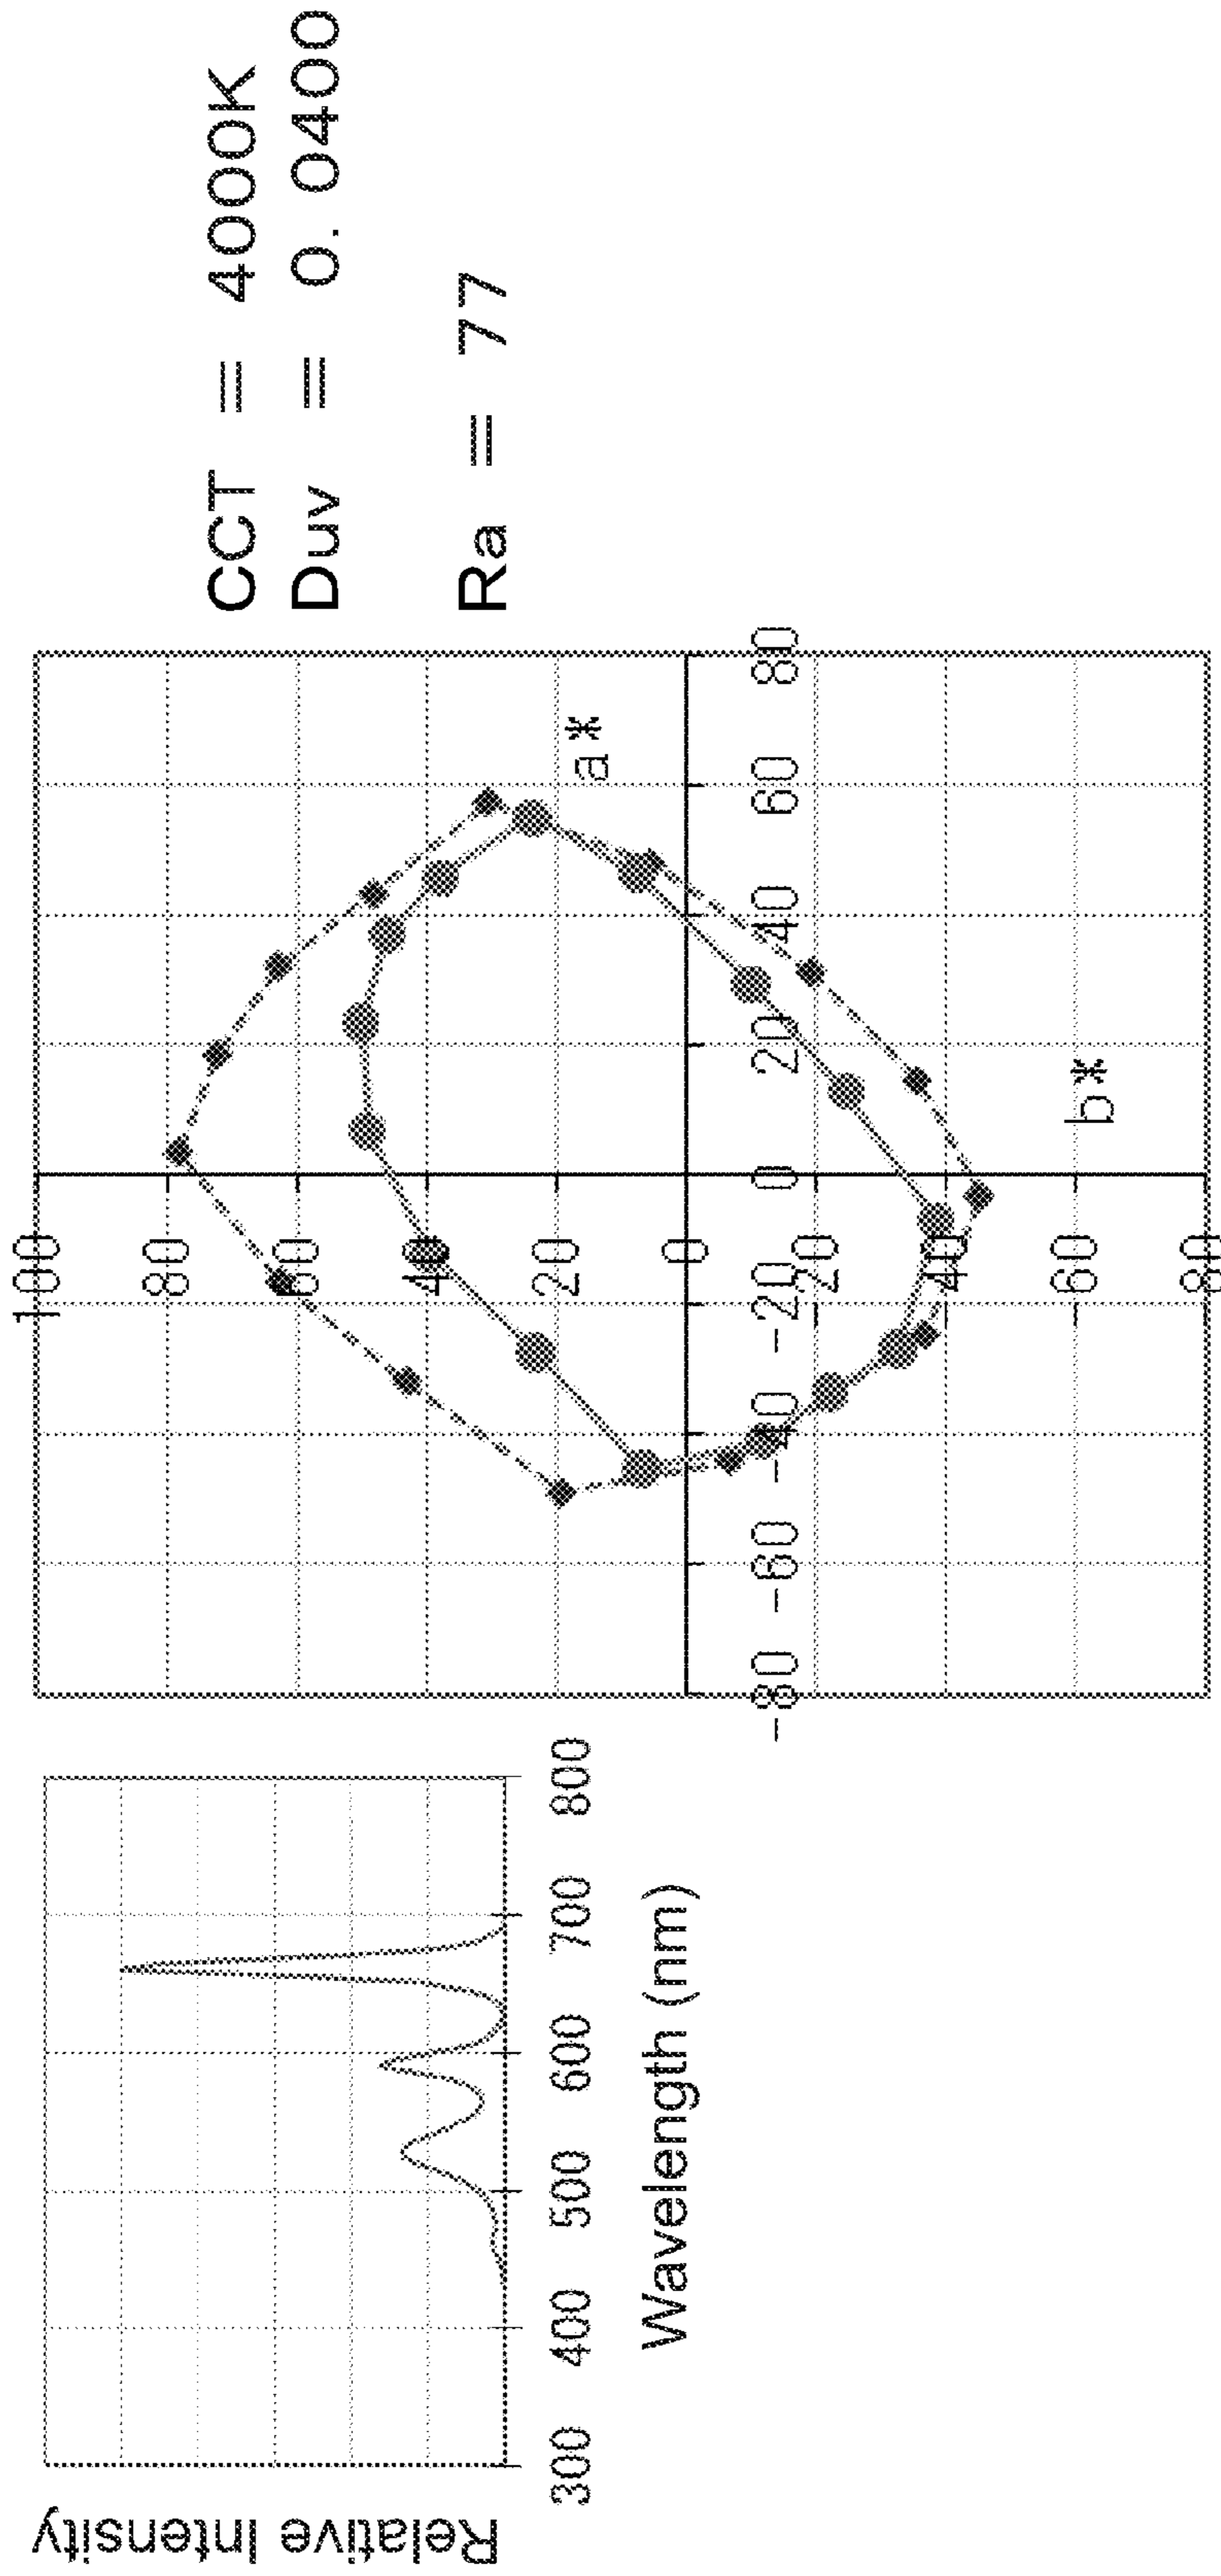 Relative Intensity
300 400 500 600 700 800
Wavelength (nm)
100
80
60
40
20
0
20
40
60
80
-80 -60 -40 -20 0 20 40 60 80
a*
b*
CCT = 4000K
Duv = 0.0400
Ra = 77